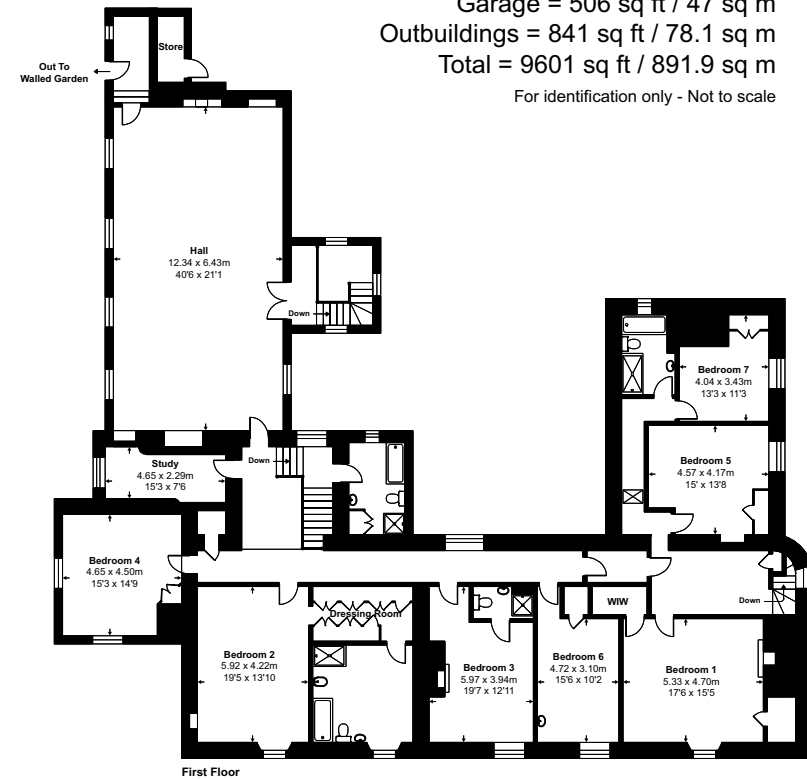 Garage = 506 sq ft / 47 sq m
Outbuildings = 841 sq ft / 78.1 sq m
Total = 9601 sq ft / 891.9 sq m
For identification only - Not to scale
Store
Out To
Walled Garden
Hall
12.34 x 6.43m
40'6 x 21'1
Down
Bedroom 7
4.04 x 3.43m
13'3 x 11'3
Study
4.65 x 2.29m
15'3 x 7'6
Down
Bedroom 5
4.57 x 4.17m
15' x 13'8
Bedroom 4
4.65 x 4.50m
15'3 x 14'9
Dressing Room
WIW
Down
Bedroom 2
5.92 x 4.22m
19'5 x 13'10
Bedroom 3
5.97 x 3.94m
19'7 x 12'11
Bedroom 6
4.72 x 3.10m
15'6 x 10'2
Bedroom 1
5.33 x 4.70m
17'6 x 15'5
First Floor